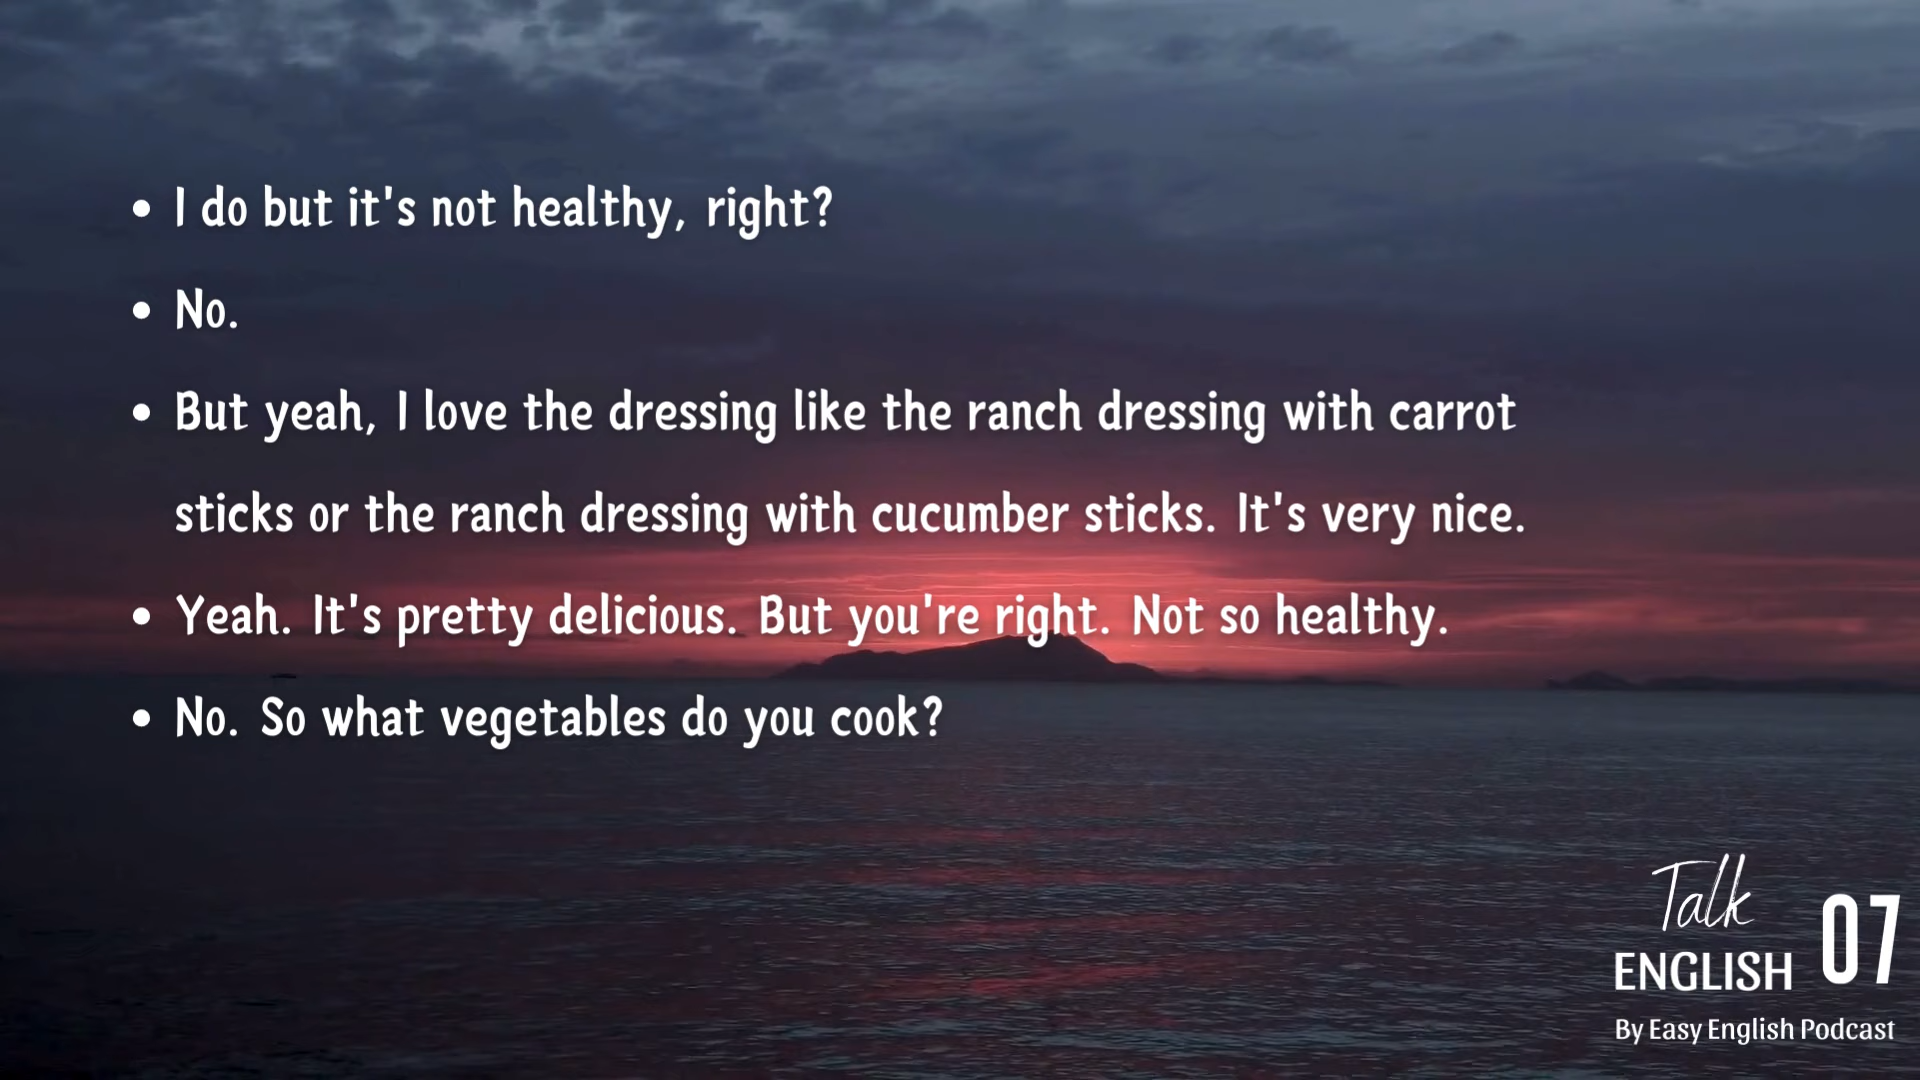 • I do but it's not healthy, right?
• No.
• But yeah, I love the dressing like the ranch dressing with carrot
sticks or the ranch dressing with cucumber sticks. It's very nice.
• Yeah. It's pretty delicious. But you're right. Not so healthy.
• No. So what vegetables do you cook?
Talk
ENGLISH 07
By Easy English Podcast